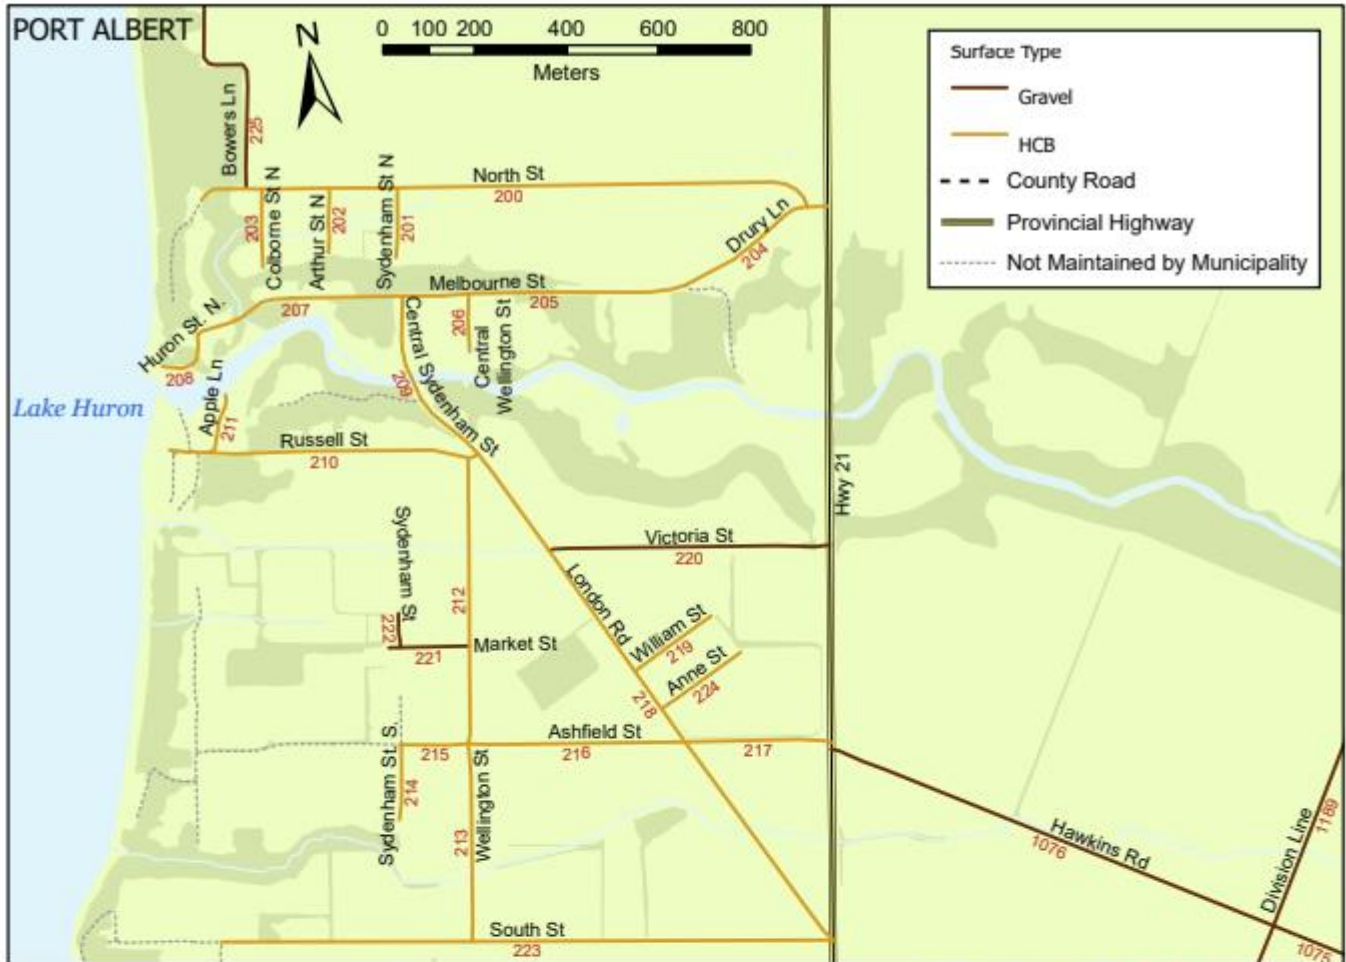 PORT ALBERT
N
0 100 200 400 600 800
Meters
Surface Type
Gravel
HCB
County Road
Provincial Highway
Not Maintained by Municipality
Bowers Ln
225
North St
200
Colborne St N
203
Arthur St N
202
Sydenham St N
201
Drury Ln
204
Melbourne St
207
205
206
Central
Wellington St
Huron St. N.
208
Central Sydenham St
209
Apple Ln
211
Lake Huron
Russell St
210
Hwy 21
Sydenham St
222
212
Victoria St
220
London Rd
Market St
221
William St
219
Anne St
224
218
Ashfield St
215
216
217
Sydenham St. S.
214
Wellington St
213
Hawkins Rd
1076
Division Line
1189
1075
South St
223